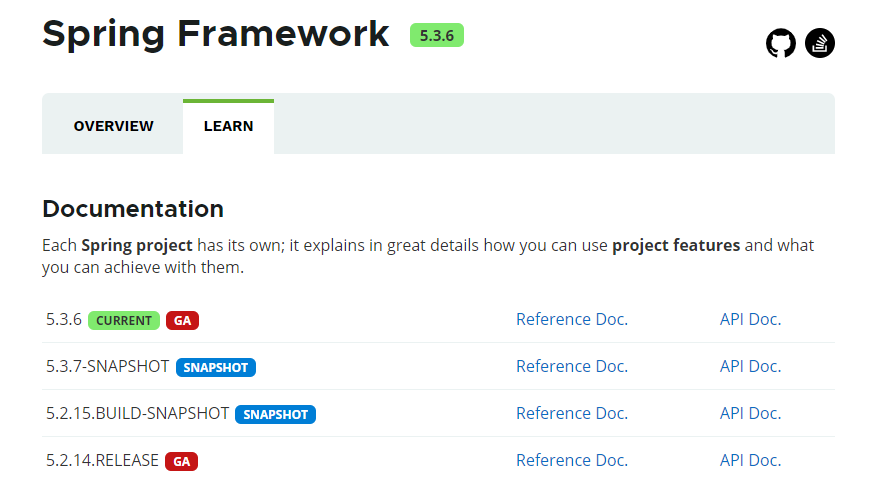 Spring Framework 5.3.6
OVERVIEW LEARN
Documentation
Each Spring project has its own; it explains in great details how you can use project features and what
you can achieve with them.
5.3.6 CURRENT GA Reference Doc. API Doc.
5.3.7-SNAPSHOT SNAPSHOT Reference Doc. API Doc.
5.2.15.BUILD-SNAPSHOT SNAPSHOT Reference Doc. API Doc.
5.2.14.RELEASE GA Reference Doc. API Doc.